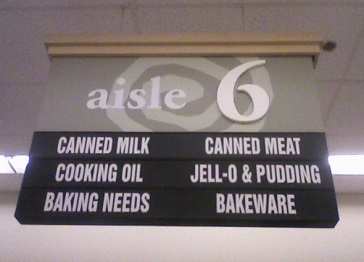 aisle 6
CANNED MILK CANNED MEAT
COOKING OIL JELL-O & PUDDING
BAKING NEEDS BAKEWARE